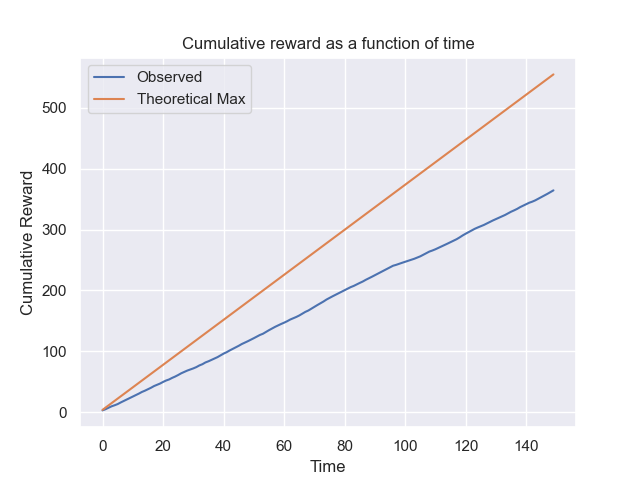 Cumulative reward as a function of time
Observed
Theoretical Max
500
400
300
200
100
0
Cumulative Reward
0 20 40 60 80 100 120 140
Time